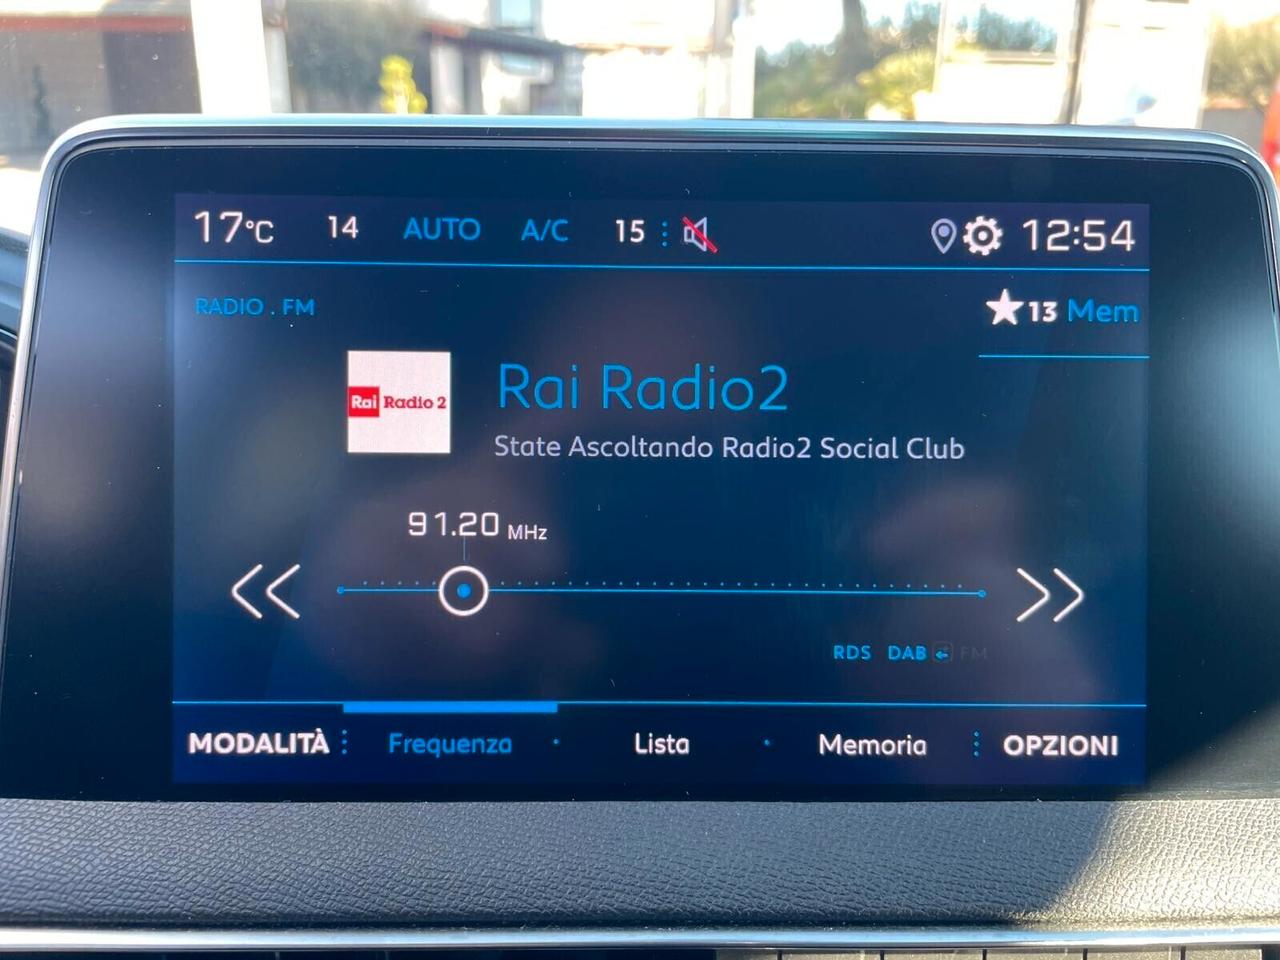 17°C 14 AUTO A/C 15 12:54
RADIO . FM
13 Mem
Rai Radio 2
Rai Radio2
State Ascoltando Radio2 Social Club
91.20 MHz
RDS DAB FM
MODALITÀ Frequenza Lista Memoria OPZIONI